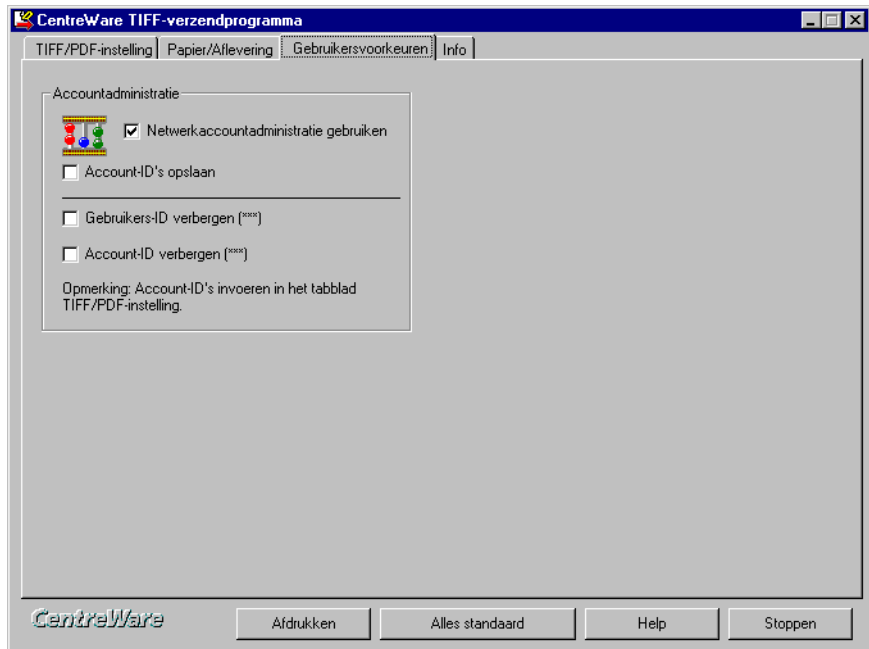 CentreWare TIFF-verzendprogramma
TIFF/PDF-instelling Papier/Aflevering Gebruikersvoorkeuren Info
Accountadministratie
Netwerkaccountadministratie gebruiken
Account-ID's opslaan
Gebruikers-ID verbergen (***)
Account-ID verbergen (***)
Opmerking: Account-ID's invoeren in het tabblad
TIFF/PDF-instelling.
CentreWare Afdrukken Alles standaard Help Stoppen